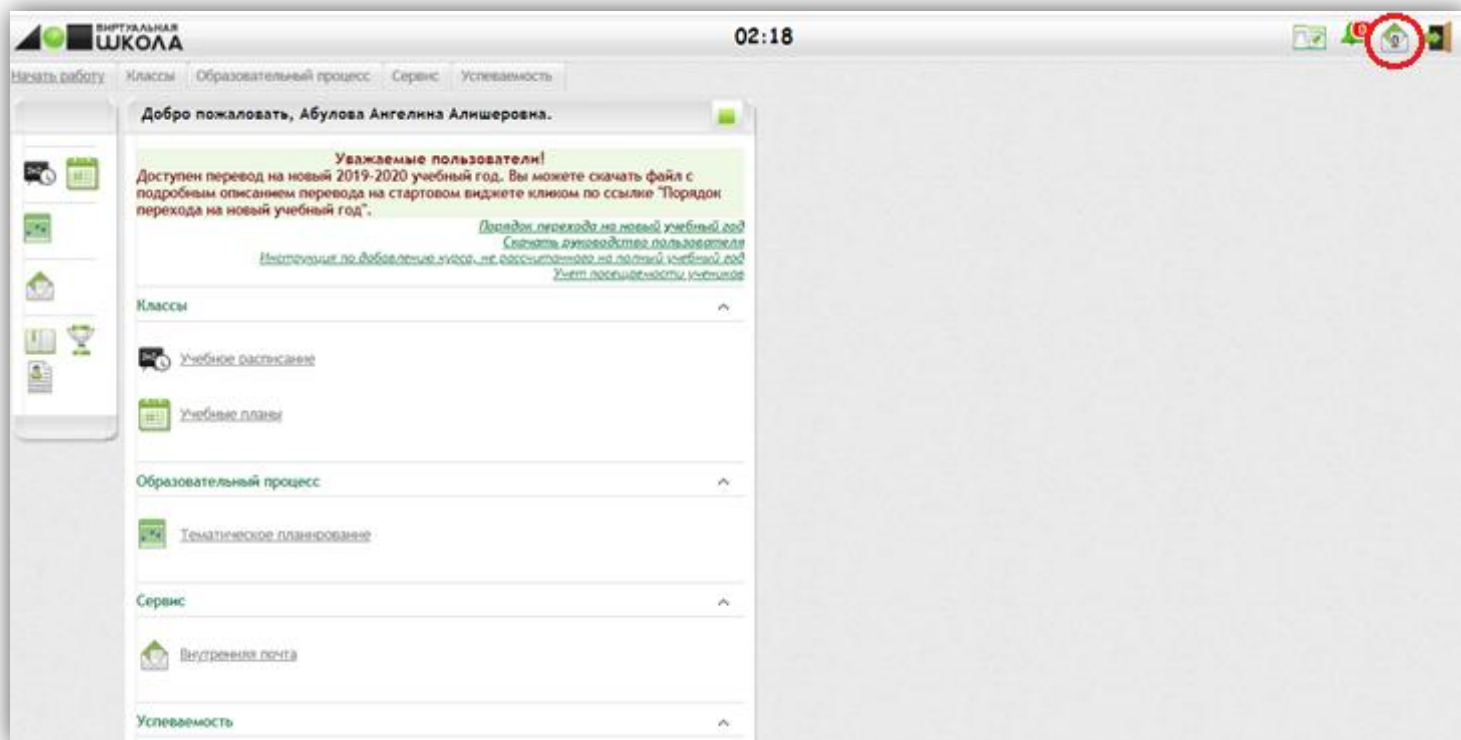 ВИРТУАЛЬНАЯ
ШКОЛА
02:18
0
0
Начать работу Классы Образовательный процесс Сервис Успеваемость
Добро пожаловать, Абулова Ангелина Алишеровна.
Уважаемые пользователи!
Доступен перевод на новый 2019-2020 учебный год. Вы можете скачать файл с
подробным описанием перевода на стартовом виджете кликом по ссылке "Порядок
перехода на новый учебный год".
Порядок перехода на новый учебный год
Скачать руководство пользователя
Инструкция по добавлению курса, не рассчитанного на полный учебный год
Учет посещаемости учеников
Классы
Учебное расписание
Учебные планы
Образовательный процесс
Тематическое планирование
Сервис
Внутренняя почта
Успеваемость